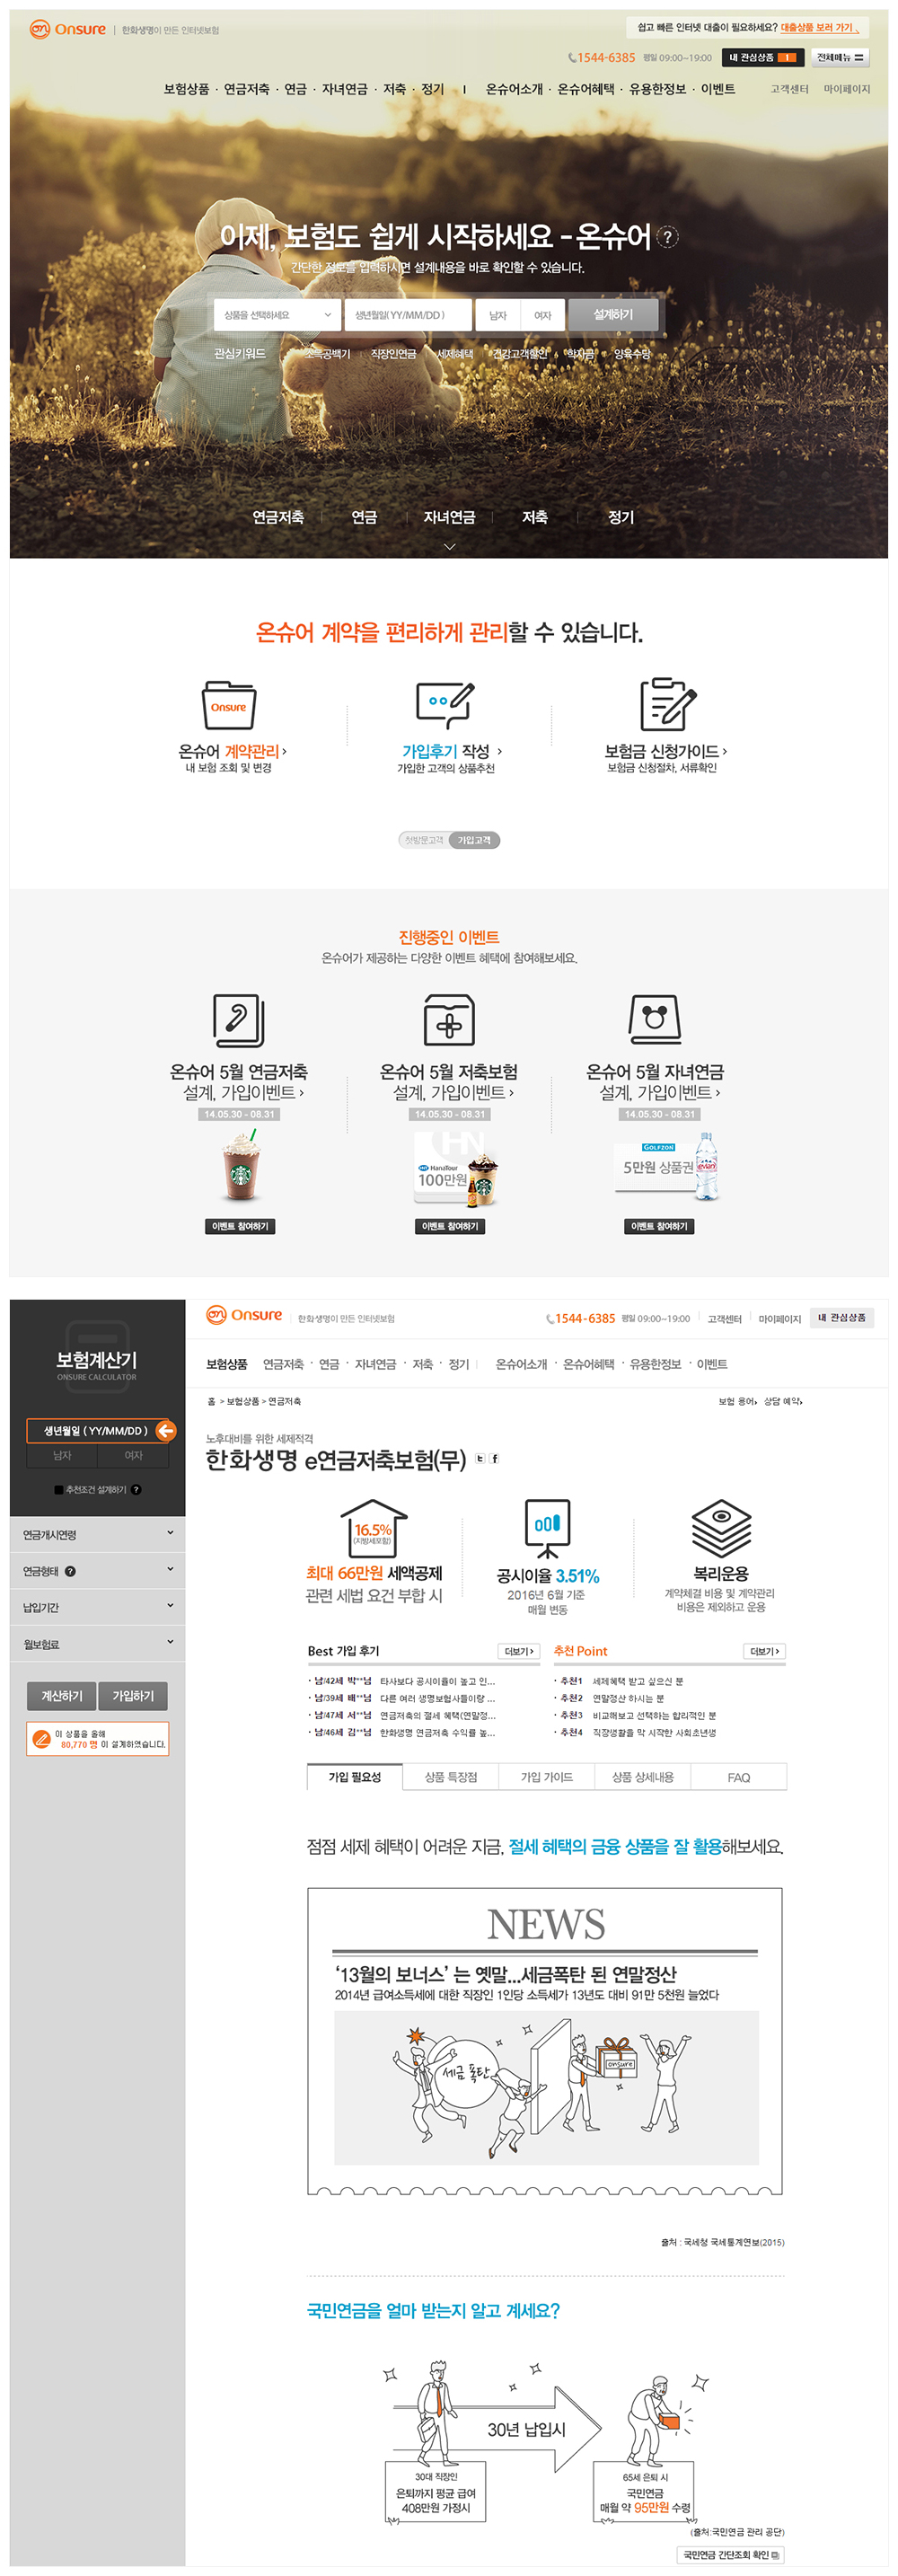 Onsure | 한화생명이 만든 인터넷보험
쉽고 빠른 인터넷 대출이 필요하세요? 대출상품 보러 가기
1544-6385 평일 09:00~19:00 내 관심상품 1 전체메뉴
보험상품 · 연금저축 · 연금 · 자녀연금 · 저축 · 정기 | 온슈어소개 · 온슈어혜택 · 유용한정보 · 이벤트 고객센터 마이페이지
이제, 보험도 쉽게 시작하세요 - 온슈어 ?
간단한 정보를 입력하시면 설계내용을 바로 확인할 수 있습니다.
상품을 선택하세요 생년월일( YY/MM/DD ) 남자 여자 설계하기
관심키워드 소득공백기 직장인연금 세제혜택 건강고객할인 학자금 양육수당
연금저축 연금 자녀연금 저축 정기
온슈어 계약을 편리하게 관리할 수 있습니다.
Onsure
온슈어 계약관리 >
내 보험 조회 및 변경
가입후기 작성 >
가입한 고객의 상품추천
보험금 신청가이드 >
보험금 신청절차, 서류확인
첫방문고객 가입고객
진행중인 이벤트
온슈어가 제공하는 다양한 이벤트 혜택에 참여해보세요.
온슈어 5월 연금저축
설계, 가입이벤트 >
14.05.30 - 08.31
이벤트 참여하기
온슈어 5월 저축보험
설계, 가입이벤트 >
14.05.30 - 08.31
HN
HanaTour
100만원
이벤트 참여하기
온슈어 5월 자녀연금
설계, 가입이벤트 >
14.05.30 - 08.31
GOLFZON
5만원 상품권
evian
이벤트 참여하기
보험계산기
ONSURE CALCULATOR
생년월일 ( YY/MM/DD )
남자 여자
추천조건 설계하기 ?
연금개시연령
연금형태 ?
납입기간
월보험료
계산하기 가입하기
이 상품을 올해
80,770 명 이 설계하였습니다.
Onsure | 한화생명이 만든 인터넷보험
1544-6385 평일 09:00~19:00 고객센터 마이페이지 내 관심상품
보험상품 연금저축 · 연금 · 자녀연금 · 저축 · 정기 | 온슈어소개 · 온슈어혜택 · 유용한정보 · 이벤트
홈 > 보험상품 > 연금저축
보험 용어 상담 예약
노후대비를 위한 세제적격
한화생명 e연금저축보험(무)
16.5%
(지방세포함)
최대 66만원 세액공제
관련 세법 요건 부합 시
공시이율 3.51%
2016년 6월 기준
매월 변동
복리운용
계약체결 비용 및 계약관리
비용은 제외하고 운용
Best 가입 후기 더보기 >
· 남/42세 박**님 타사보다 공시이률이 높고 인...
· 남/39세 배**님 다른 여러 생명보험사들이랑 ...
· 남/47세 서**님 연금저축의 절세 혜택(연말정...
· 남/46세 김**님 한화생명 연금저축 수익률 높...
추천 Point 더보기 >
· 추천1 세제혜택 받고 싶으신 분
· 추천2 연말정산 하시는 분
· 추천3 비교해보고 선택하는 합리적인 분
· 추천4 직장생활을 막 시작한 사회초년생
가입 필요성 상품 특장점 가입 가이드 상품 상세내용 FAQ
점점 세제 혜택이 어려운 지금, 절세 혜택의 금융 상품을 잘 활용해보세요.
NEWS
‘13월의 보너스’ 는 옛말...세금폭탄 된 연말정산
2014년 급여소득세에 대한 직장인 1인당 소득세가 13년도 대비 91만 5천원 늘었다
세금 폭탄
onsure
출처 : 국세청 국세통계연보(2015)
국민연금을 얼마 받는지 알고 계세요?
30년 납입시
30대 직장인
은퇴까지 평균 급여
408만원 가정시
65세 은퇴 시
국민연금
매월 약 95만원 수령
(출처:국민연금 관리 공단)
국민연금 간단조회 확인